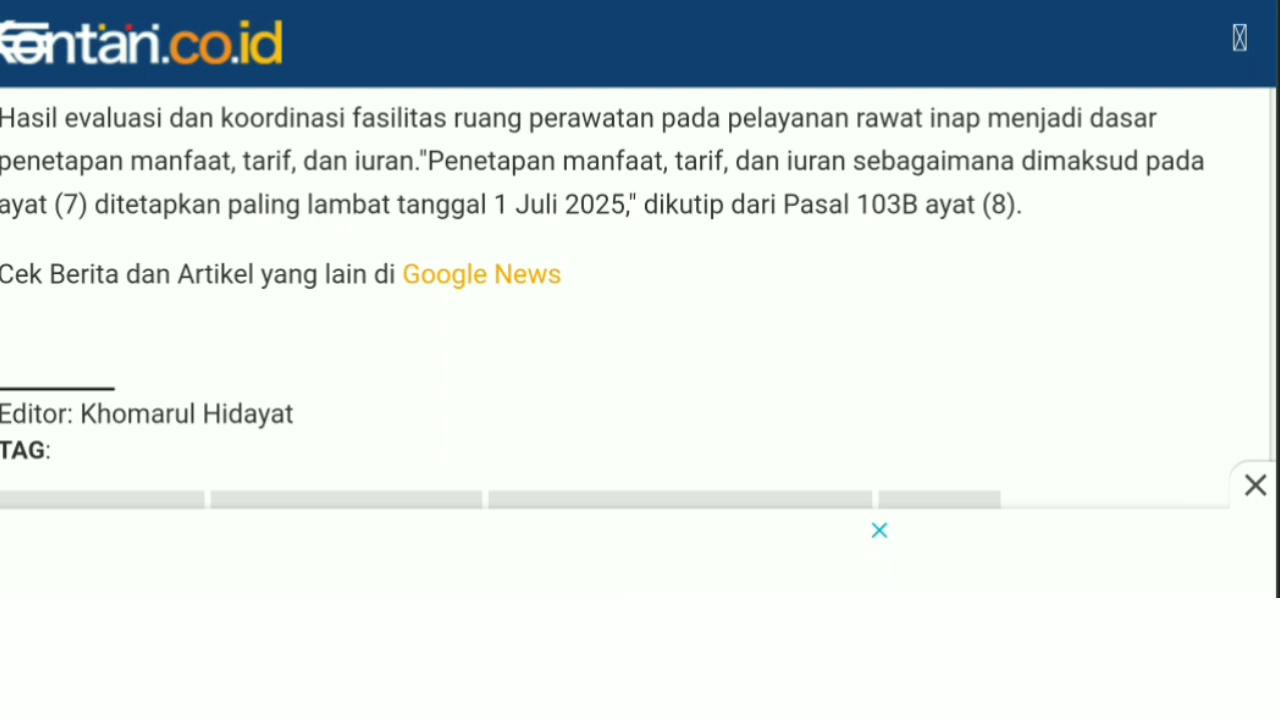 kontan.co.id
Hasil evaluasi dan koordinasi fasilitas ruang perawatan pada pelayanan rawat inap menjadi dasar
penetapan manfaat, tarif, dan iuran."Penetapan manfaat, tarif, dan iuran sebagaimana dimaksud pada
ayat (7) ditetapkan paling lambat tanggal 1 Juli 2025," dikutip dari Pasal 103B ayat (8).
Cek Berita dan Artikel yang lain di Google News
Editor: Khomarul Hidayat
TAG: